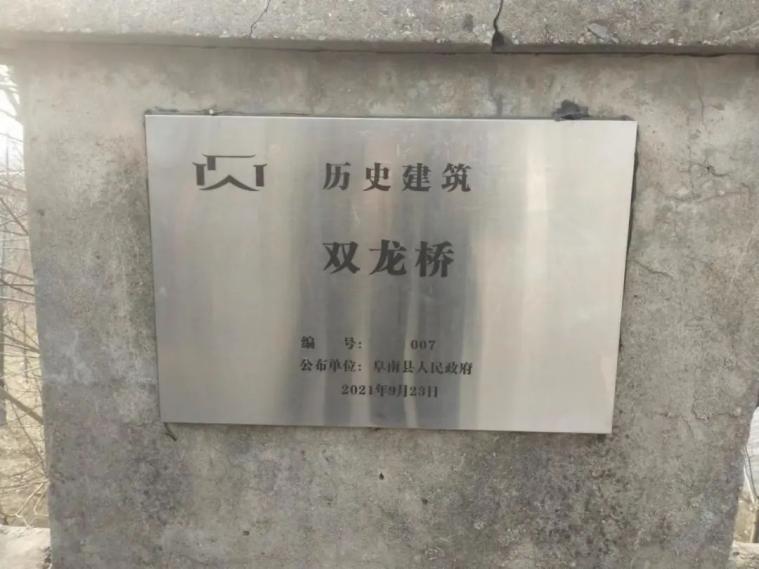 历史建筑
双龙桥
编 号: 007
公布单位: 阜南县人民政府
2021年9月23日